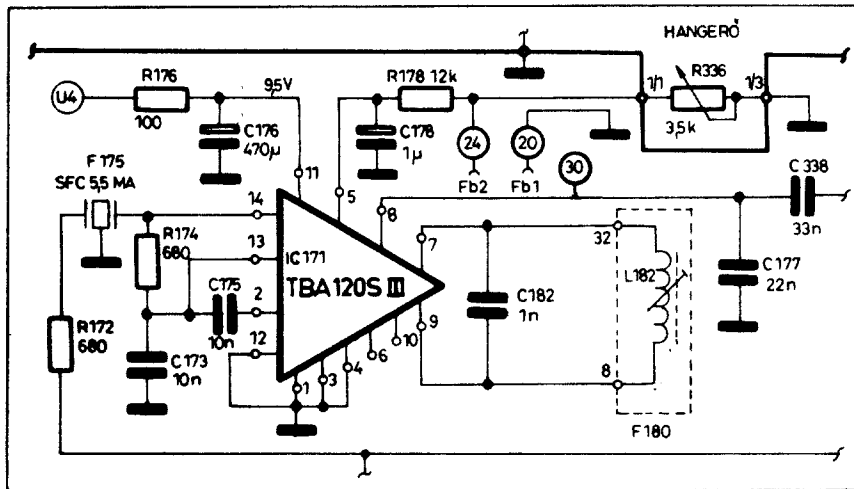 HANGERŐ
R176
9,5V
R178 12k
1/1
R336
1/3
U4
100
C176
470µ
C178
1µ
24
20
3,5k
F175
SFC 5,5 MA
11
5
Fb2
Fb1
30
C338
14
8
33n
R174
680
13
IC171
7
32
TBA120S III
L182
C177
22n
C175
2
C182
1n
R172
680
10n
12
9
C173
10n
10
6
4
3
1
8
F180